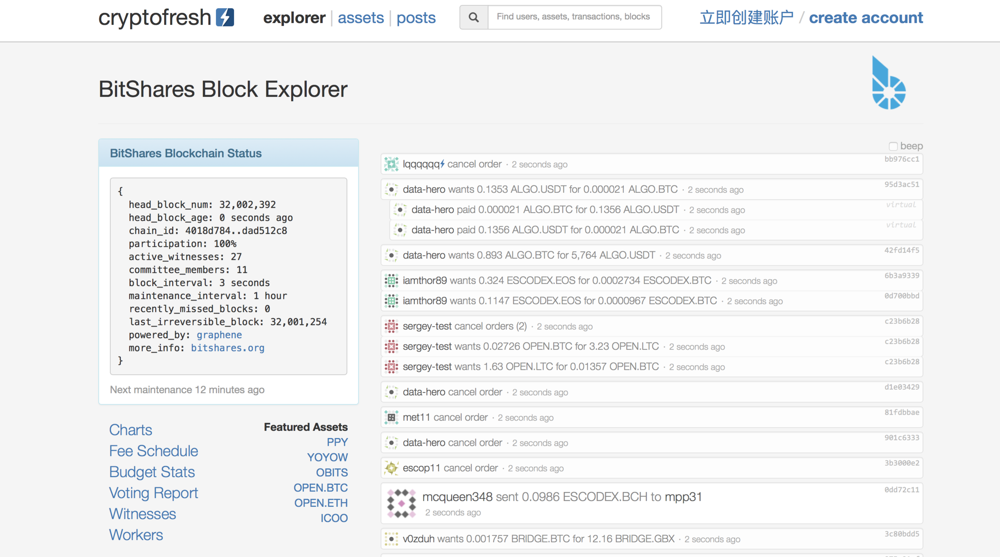 cryptofresh
explorer | assets | posts
Find users, assets, transactions, blocks
立即创建账户 / create account
BitShares Block Explorer
BitShares Blockchain Status
{
head_block_num: 32,002,392
head_block_age: 0 seconds ago
chain_id: 4018d784..dad512c8
participation: 100%
active_witnesses: 27
committee_members: 11
block_interval: 3 seconds
maintenance_interval: 1 hour
recently_missed_blocks: 0
last_irreversible_block: 32,001,254
powered_by: graphene
more_info: bitshares.org
}
Next maintenance 12 minutes ago
Charts
Fee Schedule
Budget Stats
Voting Report
Witnesses
Workers
Featured Assets
PPY
YOYOW
OBITS
OPEN.BTC
OPEN.ETH
ICOO
beep
lqqqqqq cancel order · 2 seconds ago bb976cc1
data-hero wants 0.1353 ALGO.USDT for 0.000021 ALGO.BTC · 2 seconds ago 95d3ac51
data-hero paid 0.000021 ALGO.BTC for 0.1356 ALGO.USDT · 2 seconds ago virtual
data-hero paid 0.1356 ALGO.USDT for 0.000021 ALGO.BTC · 2 seconds ago virtual
data-hero wants 0.893 ALGO.BTC for 5,764 ALGO.USDT · 2 seconds ago 42fd14f5
iamthor89 wants 0.324 ESCODEX.EOS for 0.0002734 ESCODEX.BTC · 2 seconds ago 6b3a9339
iamthor89 wants 0.1147 ESCODEX.EOS for 0.0000967 ESCODEX.BTC · 2 seconds ago 0d700bbd
sergey-test cancel orders (2) · 2 seconds ago c23b6b28
sergey-test wants 0.02726 OPEN.BTC for 3.23 OPEN.LTC · 2 seconds ago c23b6b28
sergey-test wants 1.63 OPEN.LTC for 0.01357 OPEN.BTC · 2 seconds ago c23b6b28
data-hero cancel order · 2 seconds ago d1e03429
met11 cancel order · 2 seconds ago 81fdbbae
data-hero cancel order · 2 seconds ago 901c6333
escop11 cancel order · 2 seconds ago 3b3000e2
mcqueen348 sent 0.0986 ESCODEX.BCH to mpp31 0dd72c11
2 seconds ago
v0zduh wants 0.001757 BRIDGE.BTC for 12.16 BRIDGE.GBX · 2 seconds ago 3c80bdd5